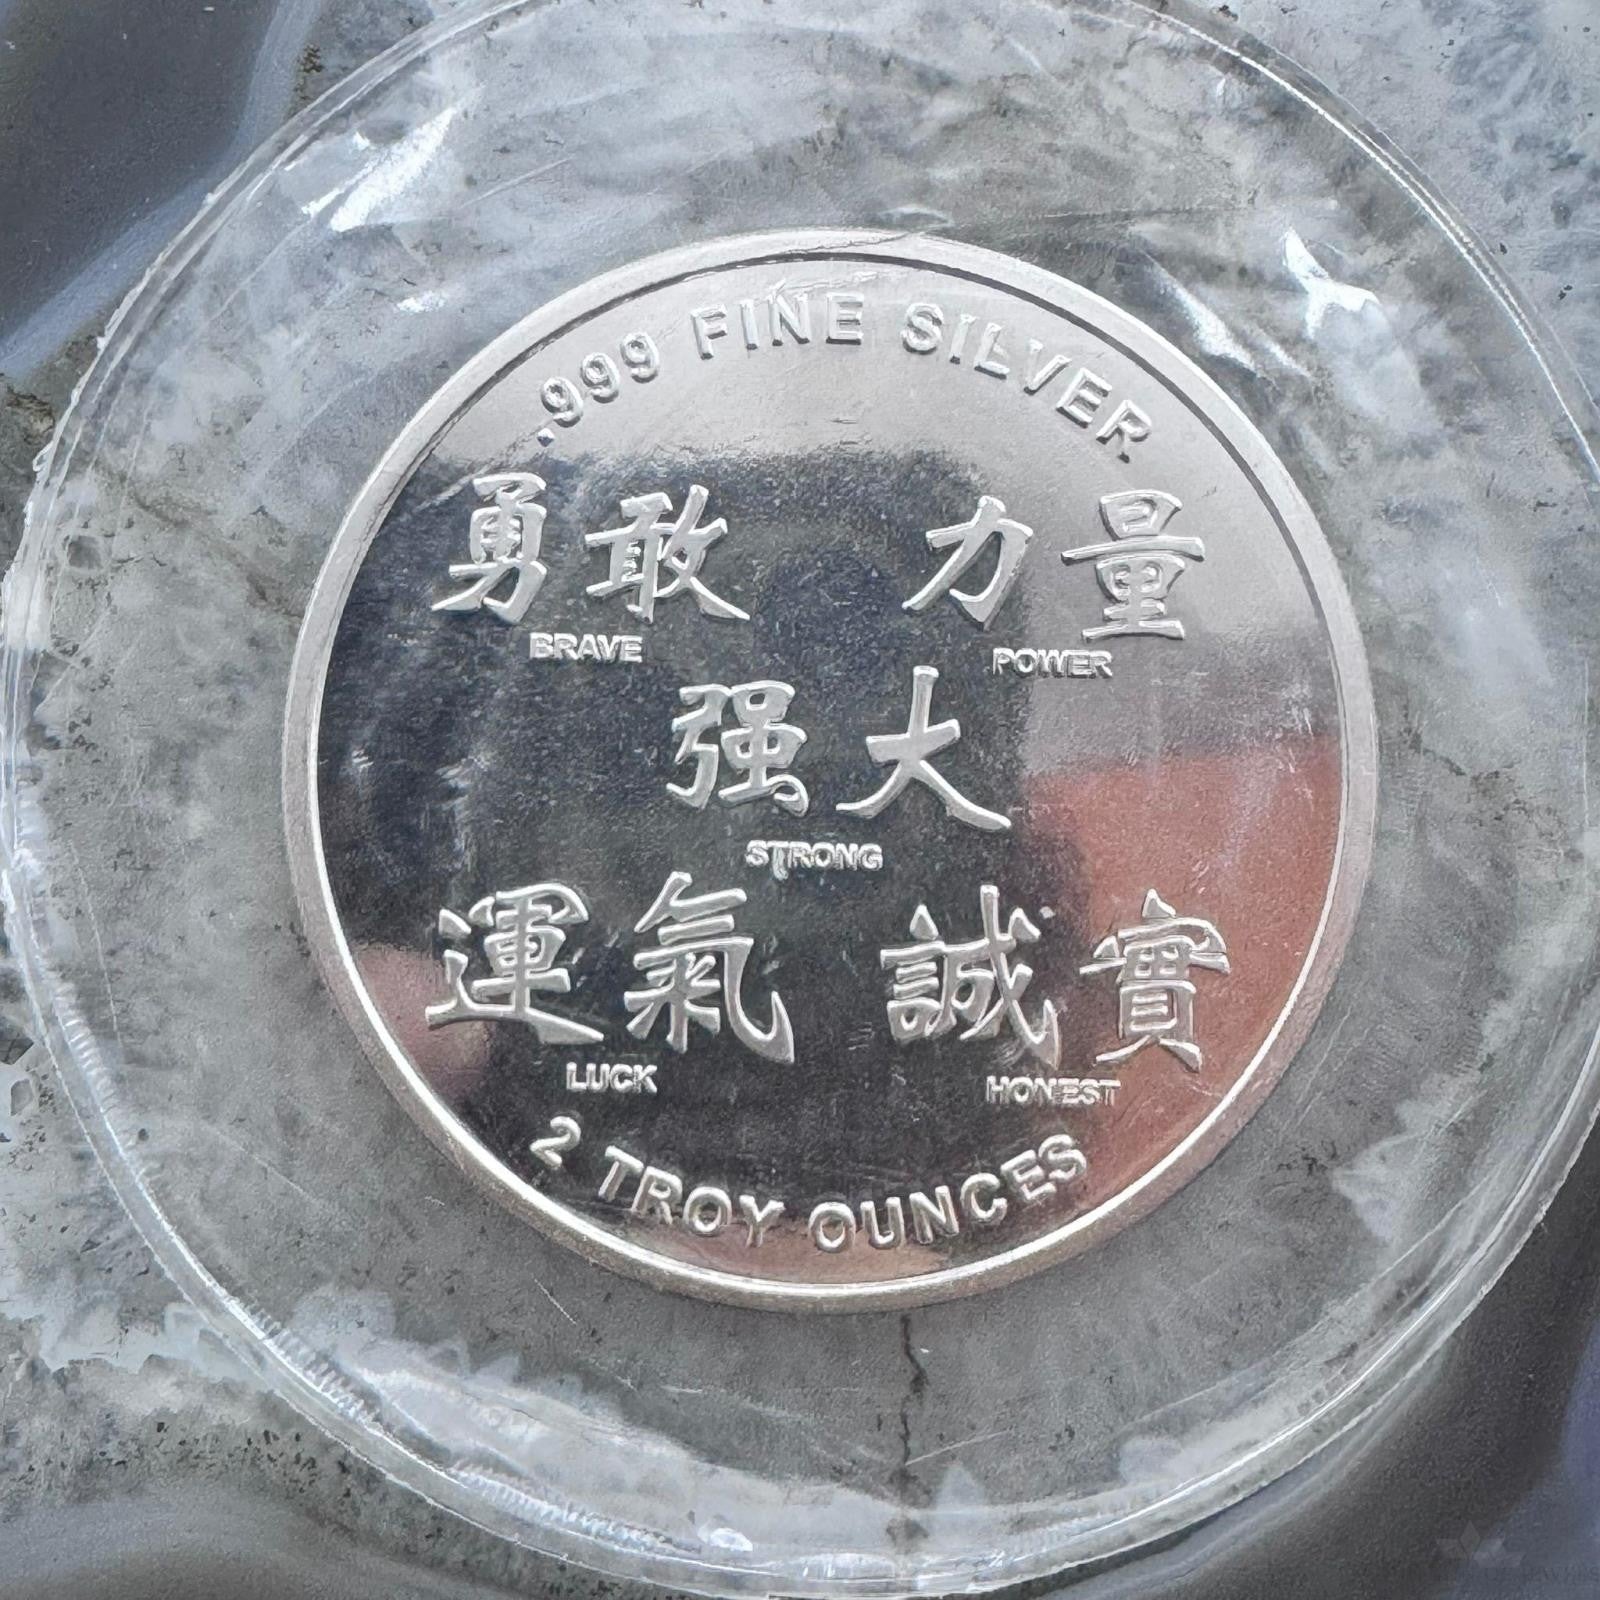 .999 FINE SILVER
勇敢 力量
BRAVE POWER
强大
STRONG
運氣 誠實
LUCK HONEST
2 TROY OUNCES